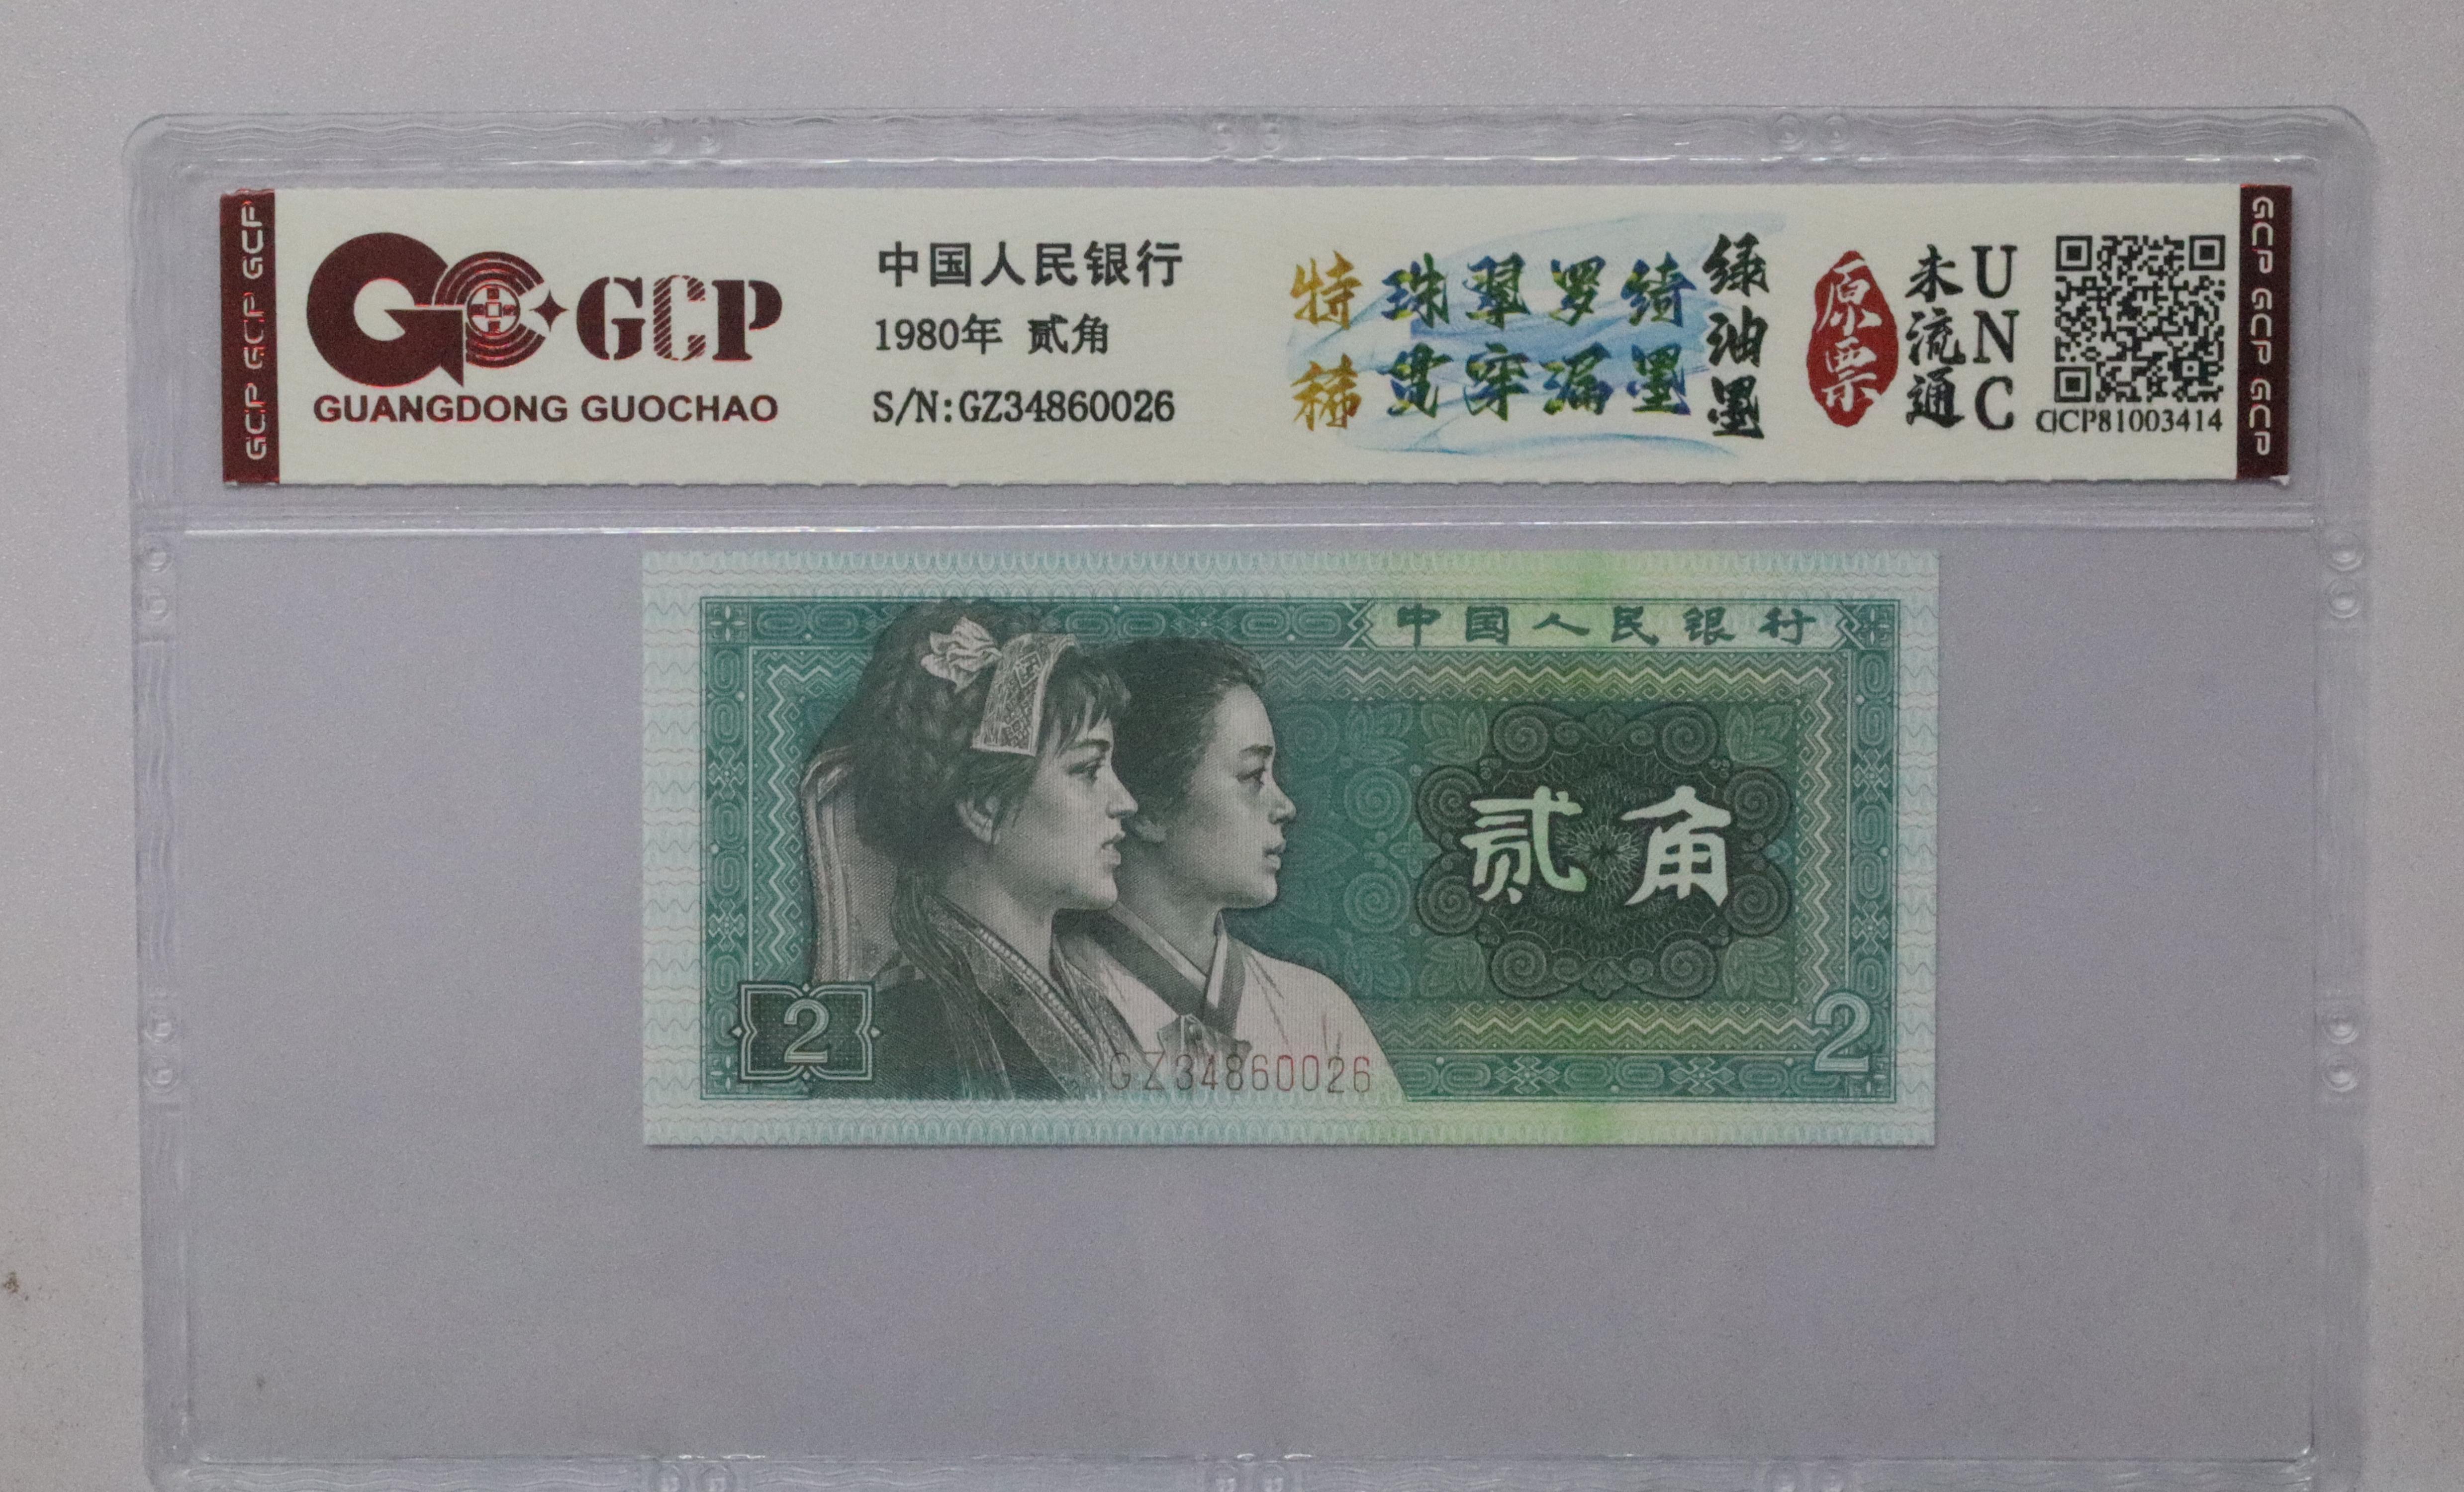 GCP GCP GCP
GCP
GUANGDONG GUOCHAO
中国人民银行
1980年 贰角
S/N:GZ34860026
特稀
珠翠罗绮
贯穿漏墨
绿油墨
原票
未流通
UNC
GCP81003414
GCP GCP GCP
中国人民银行
贰角
2
2
GZ34860026